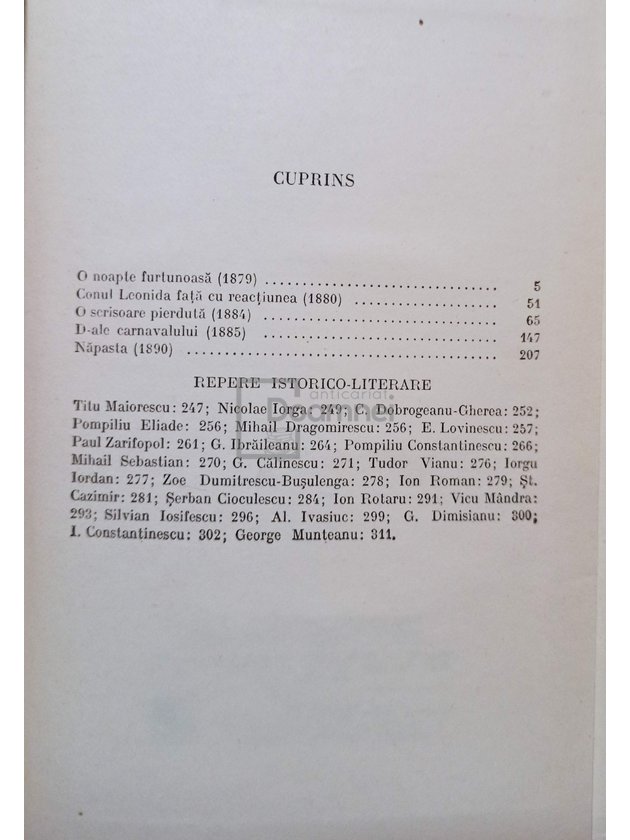 CUPRINS
O noapte furtunoasă (1879) ................................ 5
Conul Leonida față cu reacțiunea (1880) .................... 51
O scrisoare pierdută (1884) ................................ 65
D-ale carnavalului (1885) ................................ 147
Năpasta (1890) ................................ 207
REPERE ISTORICO-LITERARE
anticariat
Doamnei
Titu Maiorescu: 247; Nicolae Iorga: 249; C. Dobrogeanu-Gherea: 252;
Pompiliu Eliade: 256; Mihail Dragomirescu: 256; E. Lovinescu: 257;
Paul Zarifopol: 261; G. Ibrăileanu: 264; Pompiliu Constantinescu: 266;
Mihail Sebastian: 270; G. Călinescu: 271; Tudor Vianu: 276; Iorgu
Iordan: 277; Zoe Dumitrescu-Bușulenga: 278; Ion Roman: 279; Șt.
Cazimir: 281; Șerban Cioculescu: 284; Ion Rotaru: 291; Vicu Mândra:
293; Silvian Iosifescu: 296; Al. Ivasiuc: 299; G. Dimisianu: 300;
I. Constantinescu: 302; George Munteanu: 311.